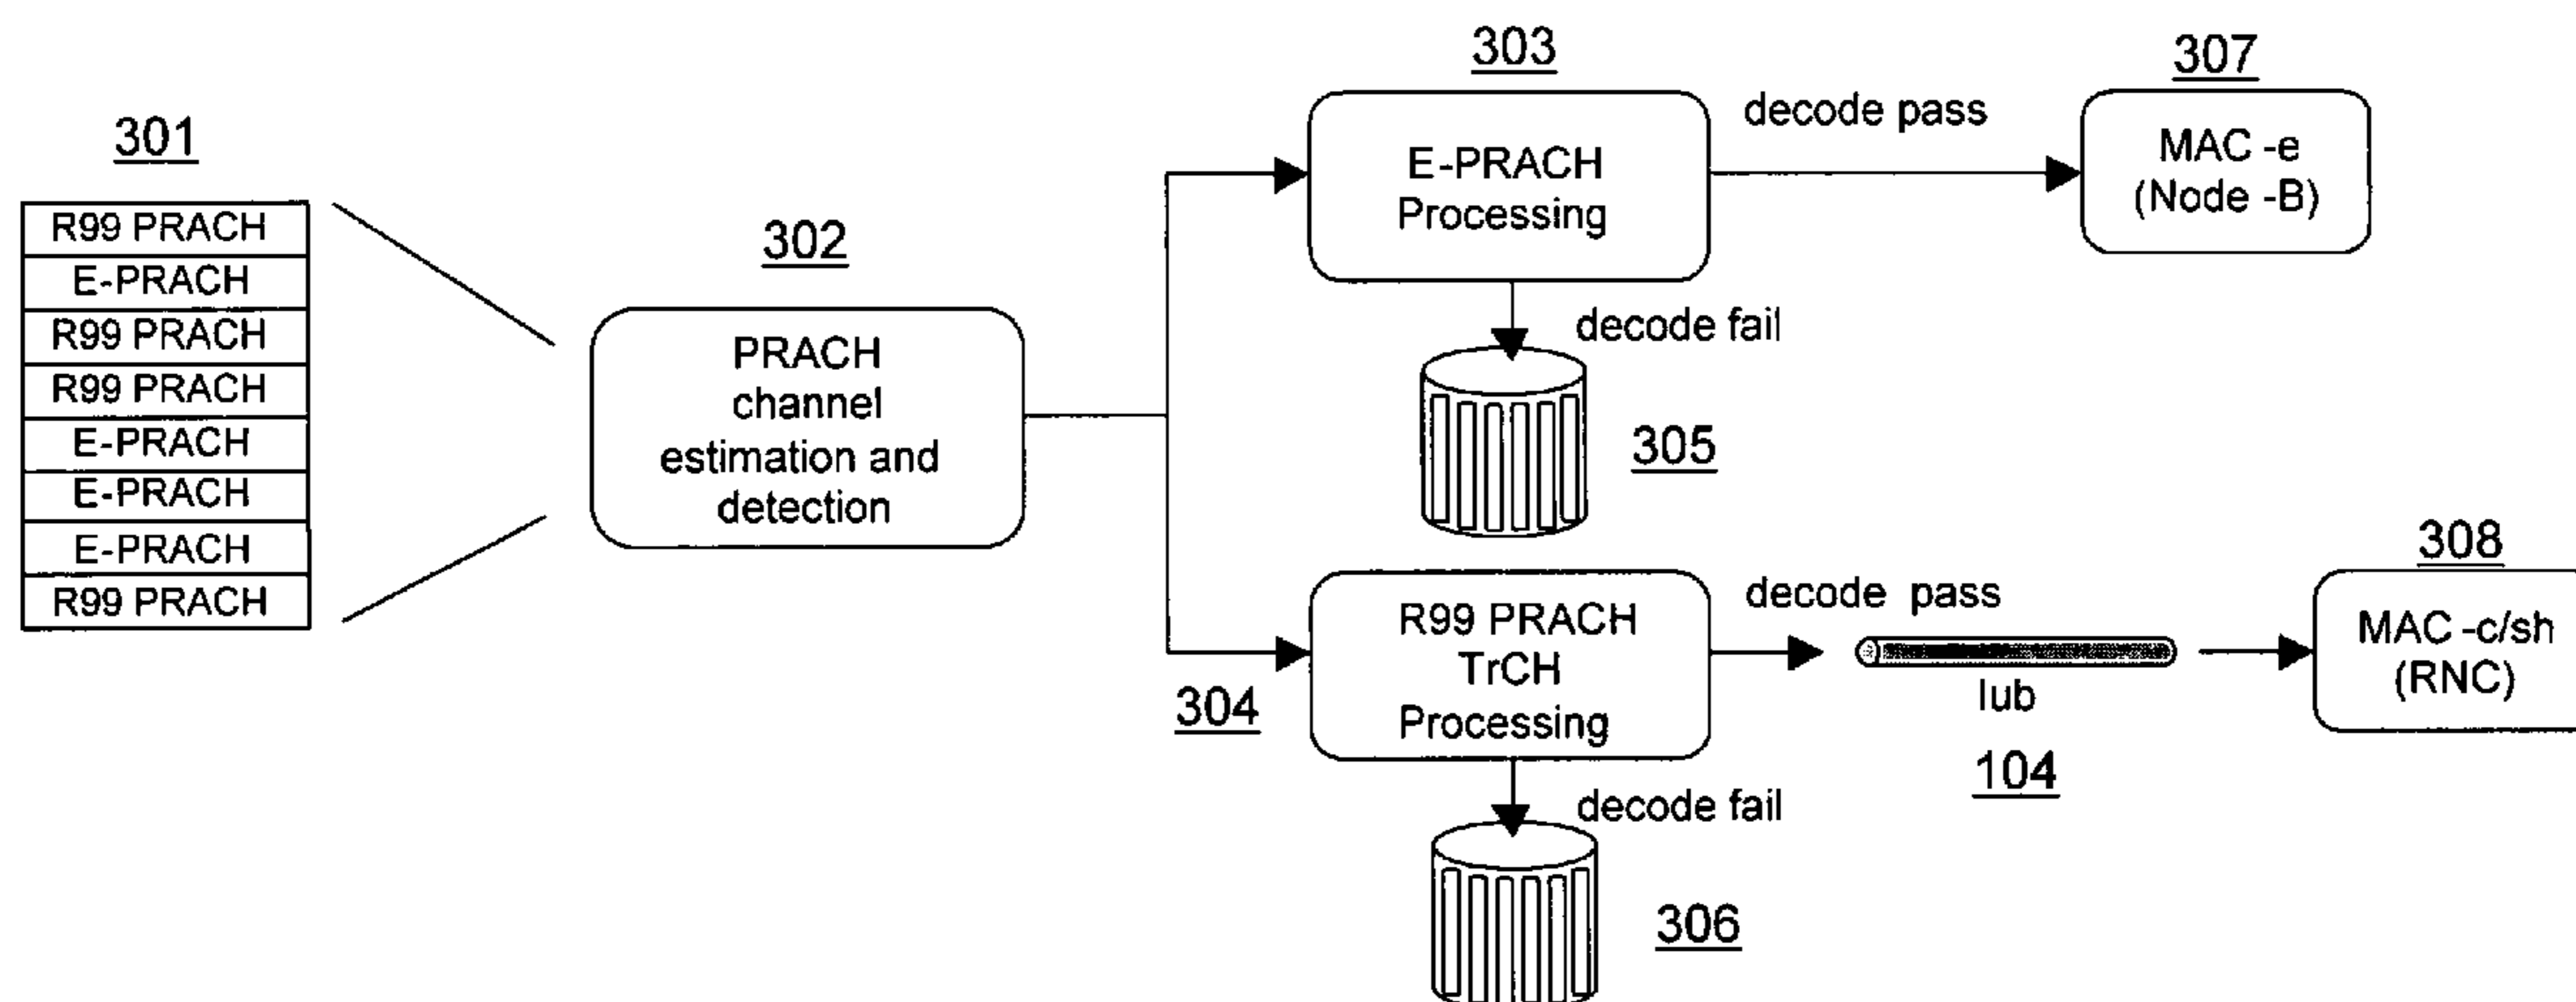 301
R99 PRACH
E-PRACH
R99 PRACH
R99 PRACH
E-PRACH
E-PRACH
E-PRACH
R99 PRACH
302
PRACH
channel
estimation and
detection
303
E-PRACH
Processing
decode pass
307
MAC -e
(Node -B)
decode fail
305
304
R99 PRACH
TrCH
Processing
decode pass
Iub
104
308
MAC -c/sh
(RNC)
decode fail
306